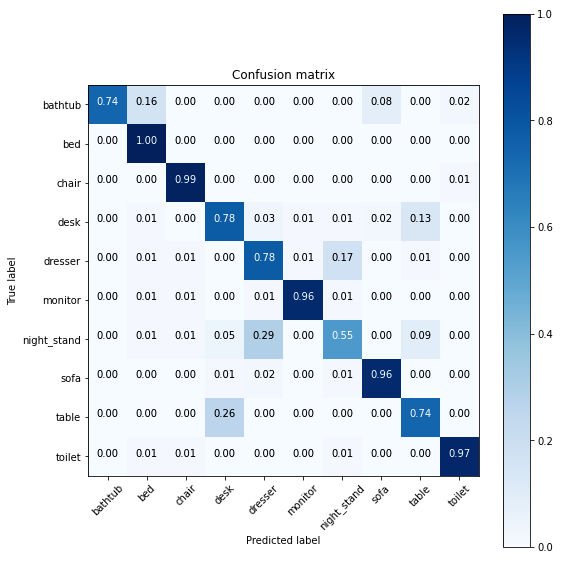 Confusion matrix
bathtub 0.74 0.16 0.00 0.00 0.00 0.00 0.00 0.08 0.00 0.02
bed 0.00 1.00 0.00 0.00 0.00 0.00 0.00 0.00 0.00 0.00
chair 0.00 0.00 0.99 0.00 0.00 0.00 0.00 0.00 0.00 0.01
desk 0.00 0.01 0.00 0.78 0.03 0.01 0.01 0.02 0.13 0.00
dresser 0.00 0.01 0.01 0.00 0.78 0.01 0.17 0.00 0.01 0.00
monitor 0.00 0.01 0.01 0.00 0.01 0.96 0.01 0.00 0.00 0.00
night_stand 0.00 0.01 0.01 0.05 0.29 0.00 0.55 0.00 0.09 0.00
sofa 0.00 0.00 0.00 0.01 0.02 0.00 0.01 0.96 0.00 0.00
table 0.00 0.00 0.00 0.26 0.00 0.00 0.00 0.00 0.74 0.00
toilet 0.00 0.01 0.01 0.00 0.00 0.00 0.01 0.00 0.00 0.97
True label
bathtub bed chair desk dresser monitor night_stand sofa table toilet
Predicted label
1.0
0.8
0.6
0.4
0.2
0.0